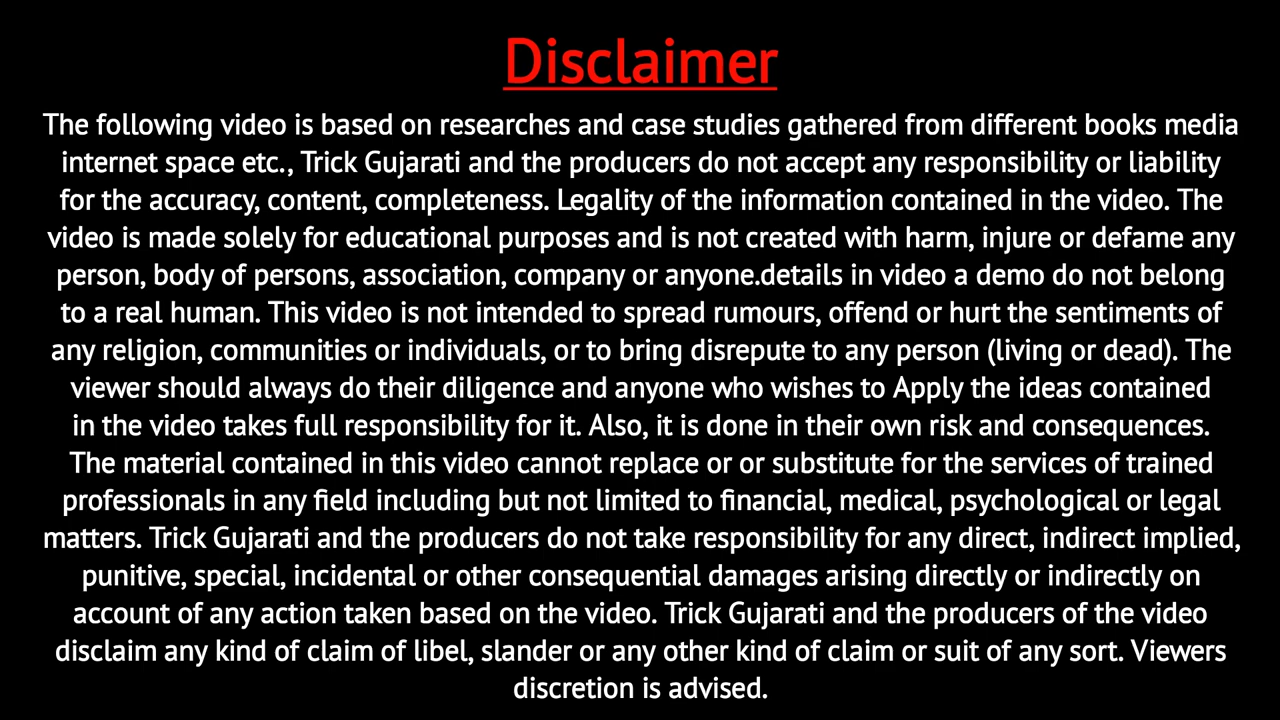 Disclaimer
The following video is based on researches and case studies gathered from different books media
internet space etc., Trick Gujarati and the producers do not accept any responsibility or liability
for the accuracy, content, completeness. Legality of the information contained in the video. The
video is made solely for educational purposes and is not created with harm, injure or defame any
person, body of persons, association, company or anyone.details in video a demo do not belong
to a real human. This video is not intended to spread rumours, offend or hurt the sentiments of
any religion, communities or individuals, or to bring disrepute to any person (living or dead). The
viewer should always do their diligence and anyone who wishes to Apply the ideas contained
in the video takes full responsibility for it. Also, it is done in their own risk and consequences.
The material contained in this video cannot replace or or substitute for the services of trained
professionals in any field including but not limited to financial, medical, psychological or legal
matters. Trick Gujarati and the producers do not take responsibility for any direct, indirect implied,
punitive, special, incidental or other consequential damages arising directly or indirectly on
account of any action taken based on the video. Trick Gujarati and the producers of the video
disclaim any kind of claim of libel, slander or any other kind of claim or suit of any sort. Viewers
discretion is advised.